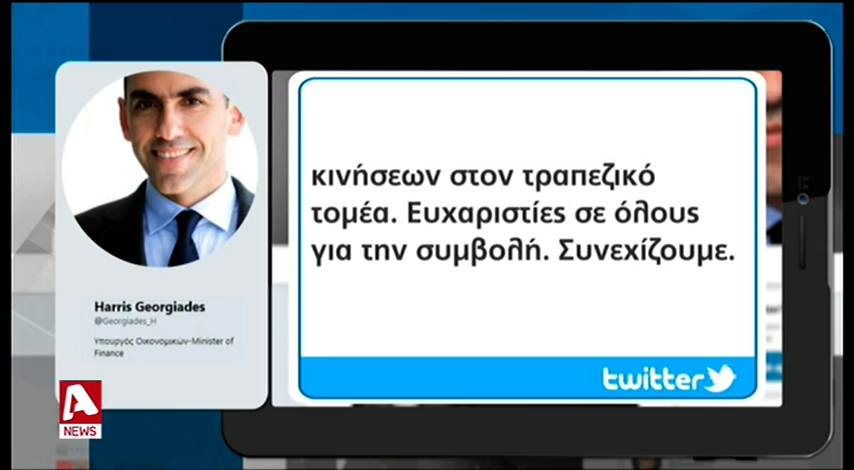 Harris Georgiades
@Georgiades_H
Υπουργός Οικονομικών-Minister of
Finance
κινήσεων στον τραπεζικό
τομέα. Ευχαριστίες σε όλους
για την συμβολή. Συνεχίζουμε.
twitter
A
NEWS